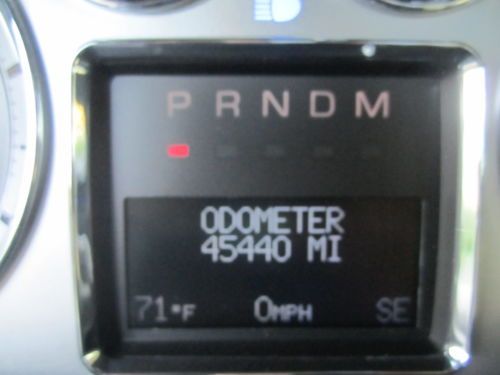 P R N D M
ODOMETER
45440 MI
71°F 0MPH SE